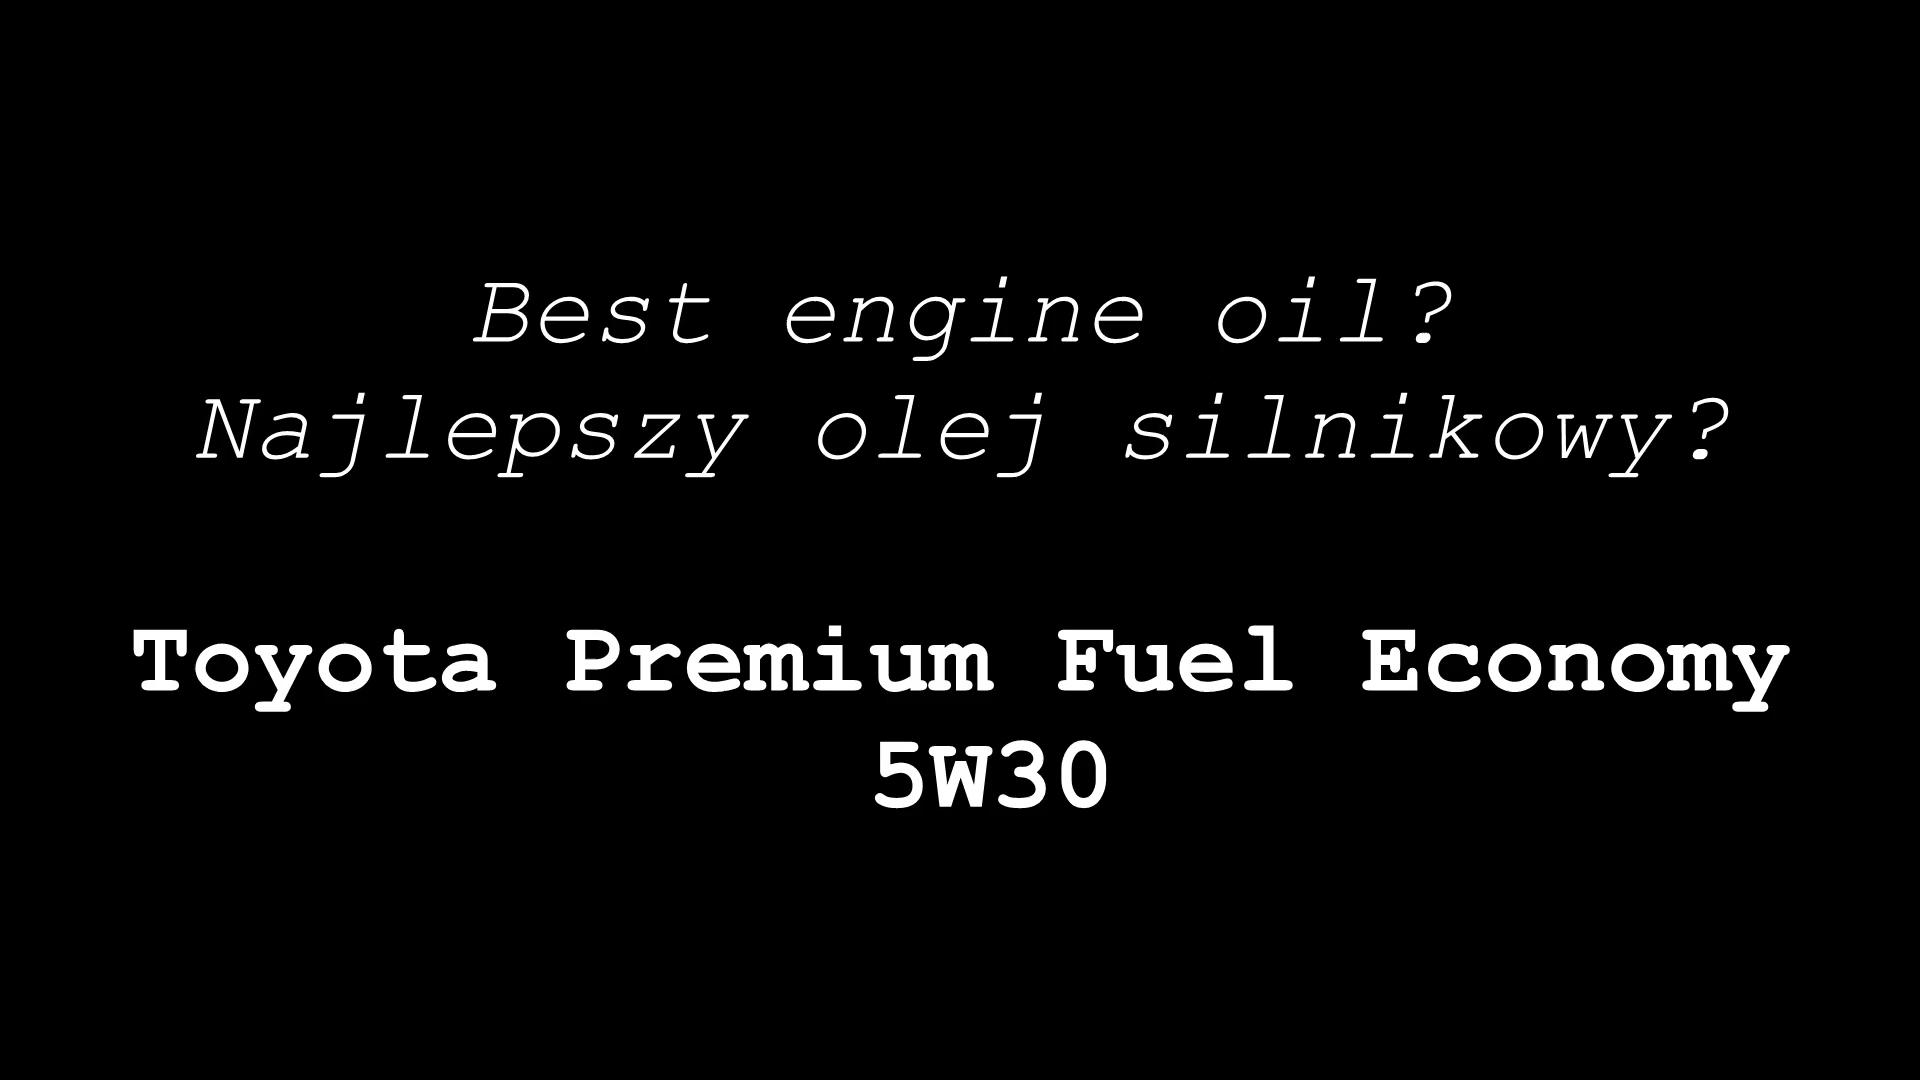 Best engine oil?
Najlepszy olej silnikowy?
Toyota Premium Fuel Economy
5W30